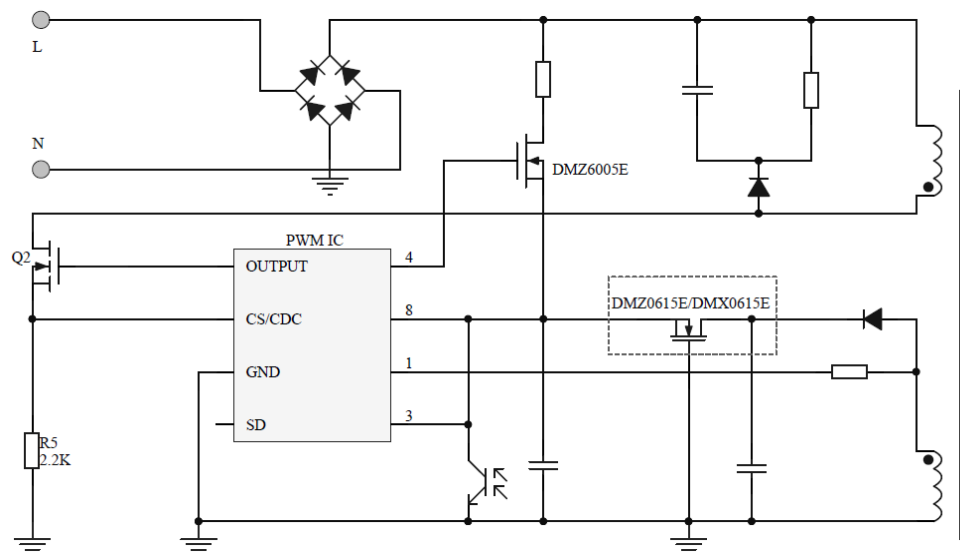 L
N
DMZ6005E
Q2
PWM IC
OUTPUT 4
DMZ0615E/DMX0615E
CS/CDC 8
GND 1
SD 3
R5
2.2K